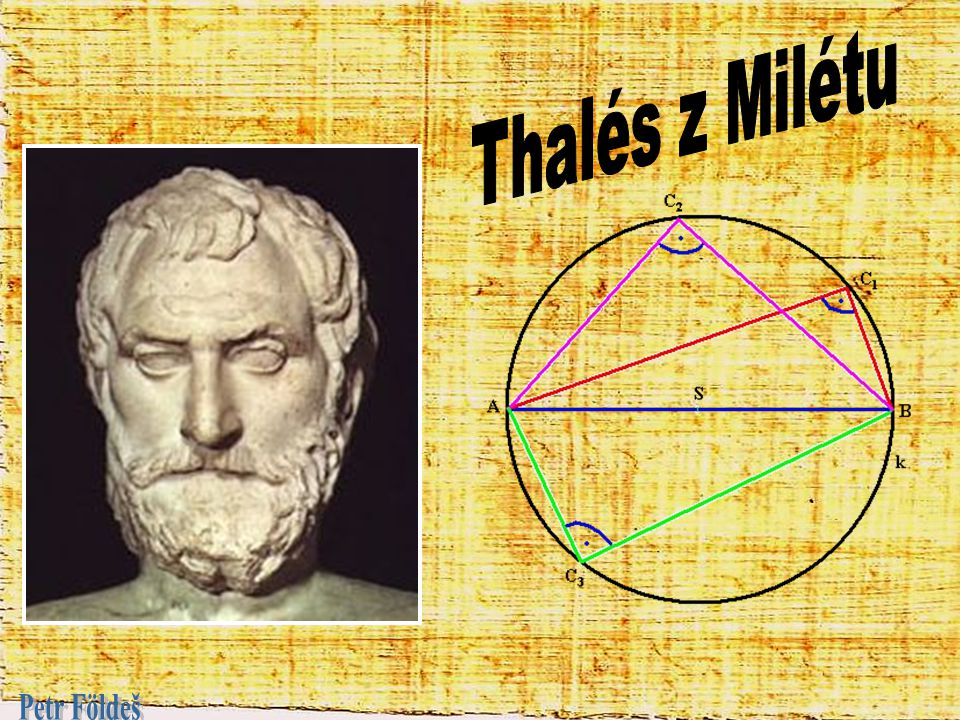 Thalés z Milétu
C₂
C₁
S
A
B
k
C₃
Petr Földeš